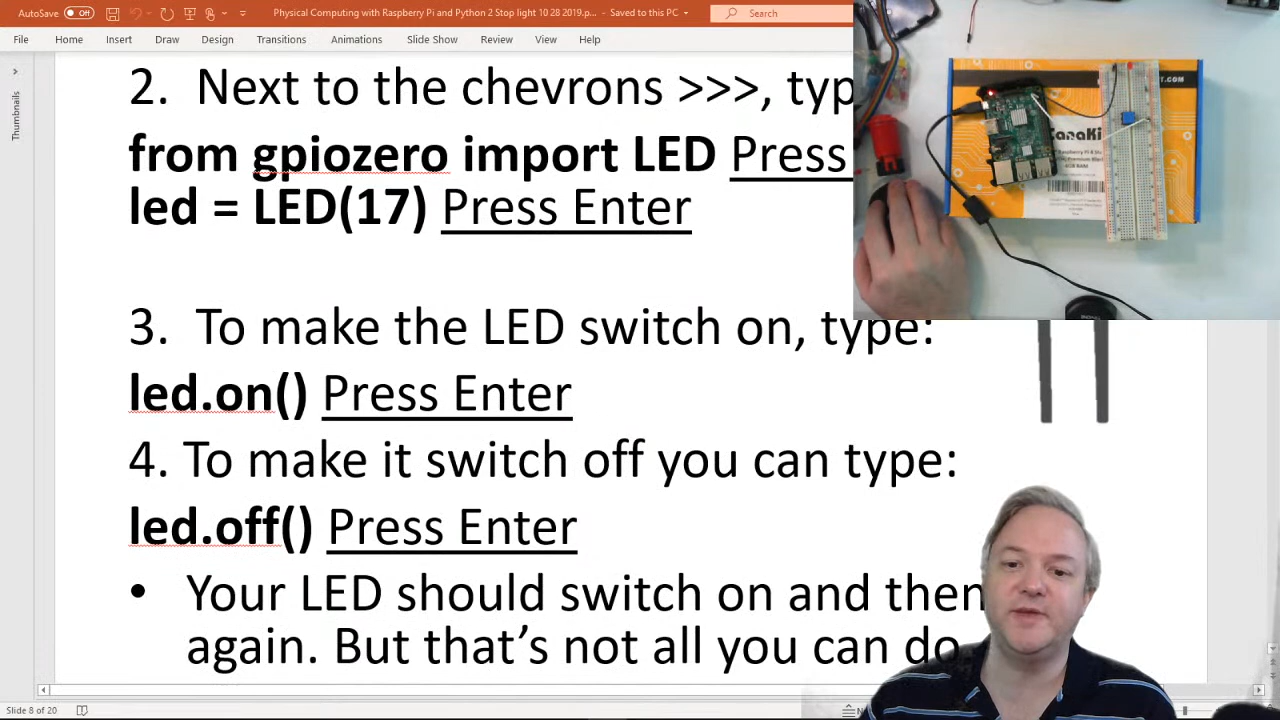 AutoSave Off
Physical Computing with Raspberry Pi and Python 2 Stop light 10 28 2019.p... - Saved to this PC
Search
File Home Insert Draw Design Transitions Animations Slide Show Review View Help
Thumbnails
2. Next to the chevrons >>>, typ
from gpiozero import LED Press
led = LED(17) Press Enter
3. To make the LED switch on, type:
led.on() Press Enter
4. To make it switch off you can type:
led.off() Press Enter
• Your LED should switch on and then
again. But that's not all you can do
Slide 8 of 20
CanaKi